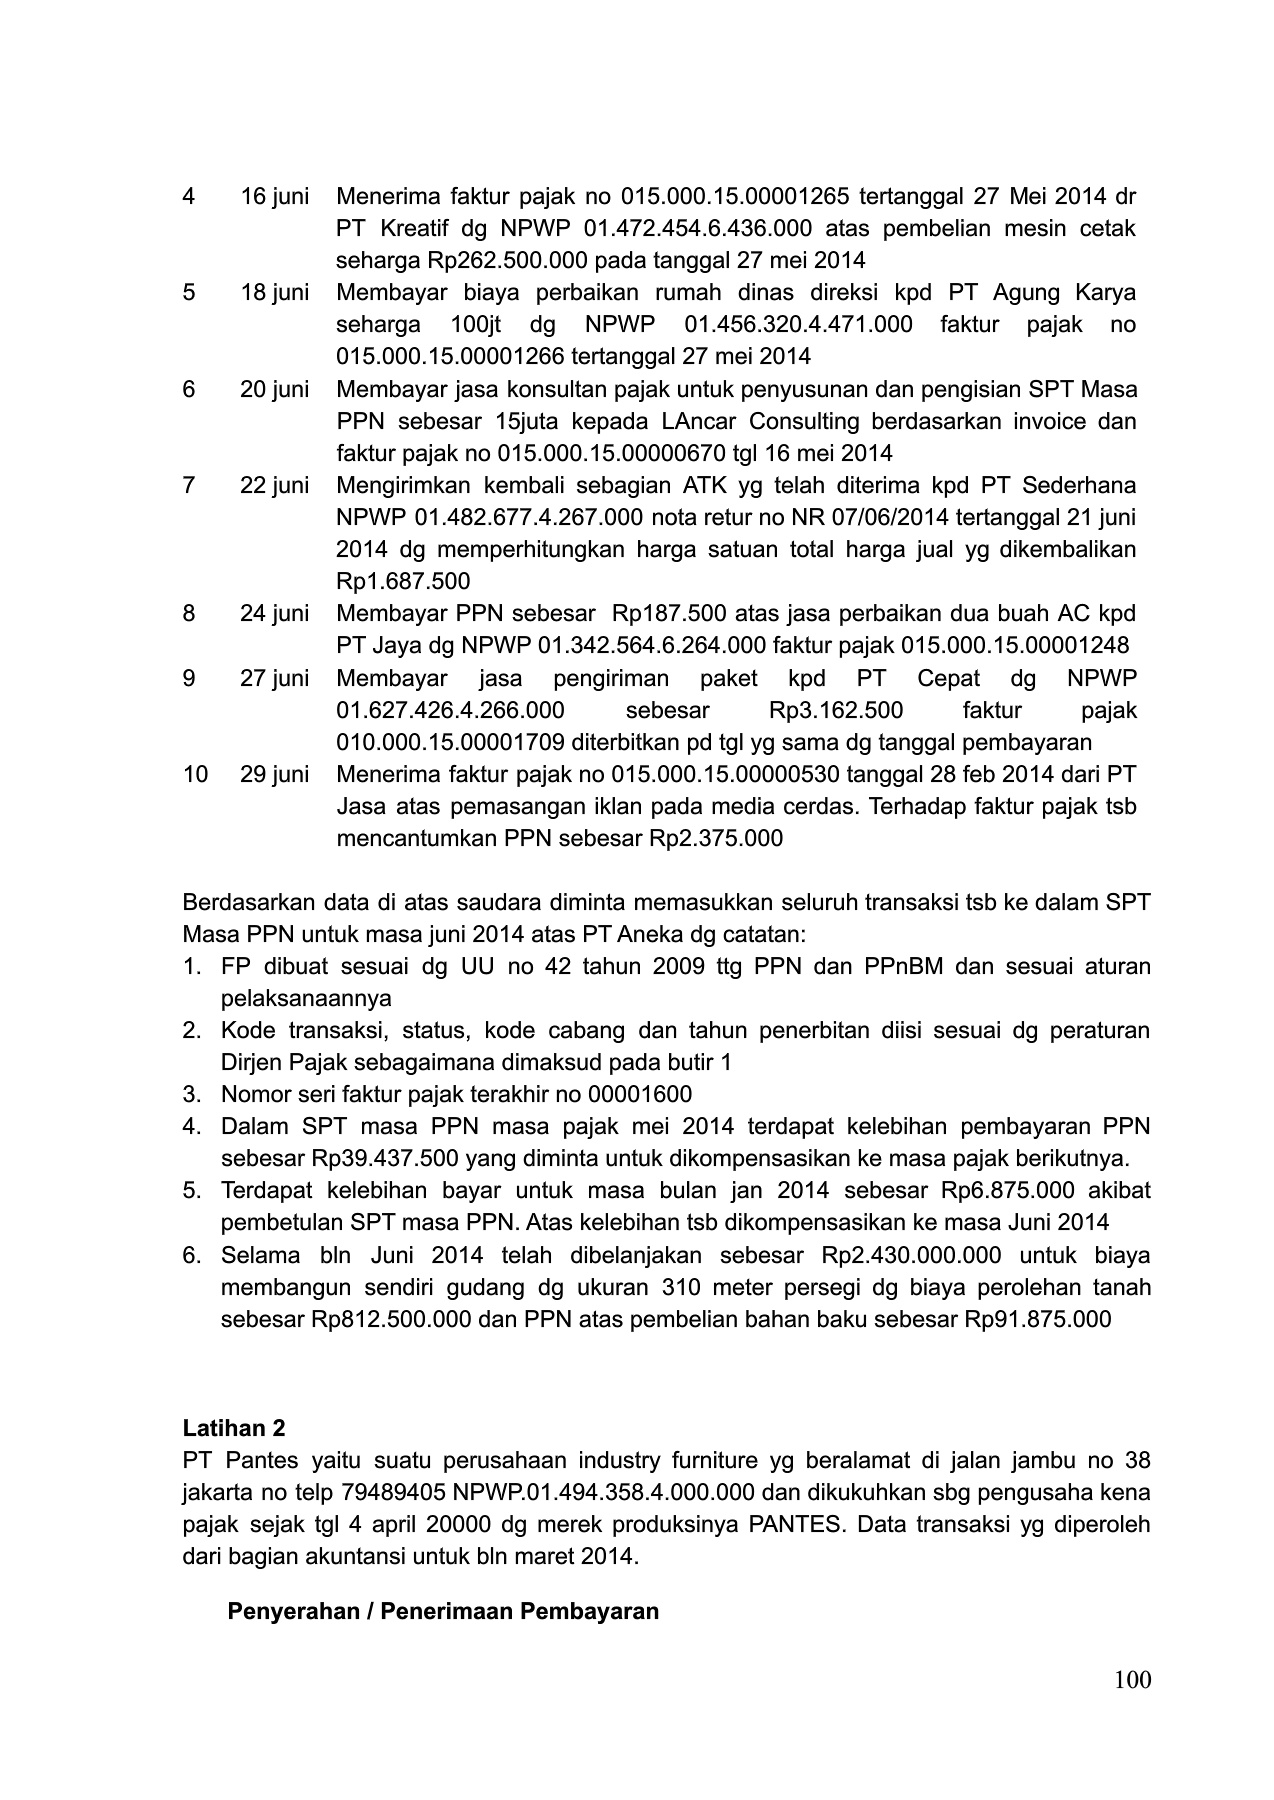 4 16 juni Menerima faktur pajak no 015.000.15.00001265 tertanggal 27 Mei 2014 dr
PT Kreatif dg NPWP 01.472.454.6.436.000 atas pembelian mesin cetak
seharga Rp262.500.000 pada tanggal 27 mei 2014
5 18 juni Membayar biaya perbaikan rumah dinas direksi kpd PT Agung Karya
seharga 100jt dg NPWP 01.456.320.4.471.000 faktur pajak no
015.000.15.00001266 tertanggal 27 mei 2014
6 20 juni Membayar jasa konsultan pajak untuk penyusunan dan pengisian SPT Masa
PPN sebesar 15juta kepada LAncar Consulting berdasarkan invoice dan
faktur pajak no 015.000.15.00000670 tgl 16 mei 2014
7 22 juni Mengirimkan kembali sebagian ATK yg telah diterima kpd PT Sederhana
NPWP 01.482.677.4.267.000 nota retur no NR 07/06/2014 tertanggal 21 juni
2014 dg memperhitungkan harga satuan total harga jual yg dikembalikan
Rp1.687.500
8 24 juni Membayar PPN sebesar Rp187.500 atas jasa perbaikan dua buah AC kpd
PT Jaya dg NPWP 01.342.564.6.264.000 faktur pajak 015.000.15.00001248
9 27 juni Membayar jasa pengiriman paket kpd PT Cepat dg NPWP
01.627.426.4.266.000 sebesar Rp3.162.500 faktur pajak
010.000.15.00001709 diterbitkan pd tgl yg sama dg tanggal pembayaran
10 29 juni Menerima faktur pajak no 015.000.15.00000530 tanggal 28 feb 2014 dari PT
Jasa atas pemasangan iklan pada media cerdas. Terhadap faktur pajak tsb
mencantumkan PPN sebesar Rp2.375.000
Berdasarkan data di atas saudara diminta memasukkan seluruh transaksi tsb ke dalam SPT
Masa PPN untuk masa juni 2014 atas PT Aneka dg catatan:
1. FP dibuat sesuai dg UU no 42 tahun 2009 ttg PPN dan PPnBM dan sesuai aturan
pelaksanaannya
2. Kode transaksi, status, kode cabang dan tahun penerbitan diisi sesuai dg peraturan
Dirjen Pajak sebagaimana dimaksud pada butir 1
3. Nomor seri faktur pajak terakhir no 00001600
4. Dalam SPT masa PPN masa pajak mei 2014 terdapat kelebihan pembayaran PPN
sebesar Rp39.437.500 yang diminta untuk dikompensasikan ke masa pajak berikutnya.
5. Terdapat kelebihan bayar untuk masa bulan jan 2014 sebesar Rp6.875.000 akibat
pembetulan SPT masa PPN. Atas kelebihan tsb dikompensasikan ke masa Juni 2014
6. Selama bln Juni 2014 telah dibelanjakan sebesar Rp2.430.000.000 untuk biaya
membangun sendiri gudang dg ukuran 310 meter persegi dg biaya perolehan tanah
sebesar Rp812.500.000 dan PPN atas pembelian bahan baku sebesar Rp91.875.000
Latihan 2
PT Pantes yaitu suatu perusahaan industry furniture yg beralamat di jalan jambu no 38
jakarta no telp 79489405 NPWP.01.494.358.4.000.000 dan dikukuhkan sbg pengusaha kena
pajak sejak tgl 4 april 20000 dg merek produksinya PANTES. Data transaksi yg diperoleh
dari bagian akuntansi untuk bln maret 2014.
Penyerahan / Penerimaan Pembayaran
100